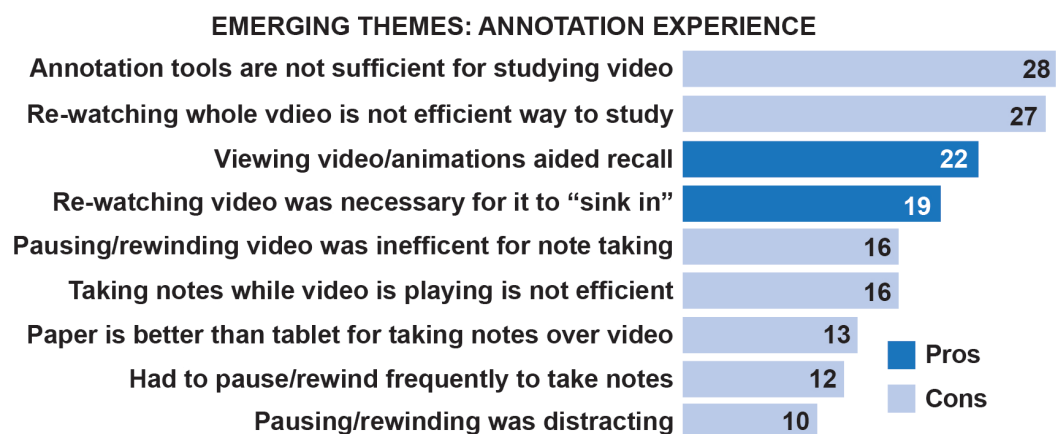 EMERGING THEMES: ANNOTATION EXPERIENCE
Annotation tools are not sufficient for studying video 28
Re-watching whole vdieo is not efficient way to study 27
Viewing video/animations aided recall 22
Re-watching video was necessary for it to “sink in” 19
Pausing/rewinding video was inefficent for note taking 16
Taking notes while video is playing is not efficient 16
Paper is better than tablet for taking notes over video 13
Had to pause/rewind frequently to take notes 12
Pausing/rewinding was distracting 10
Pros
Cons